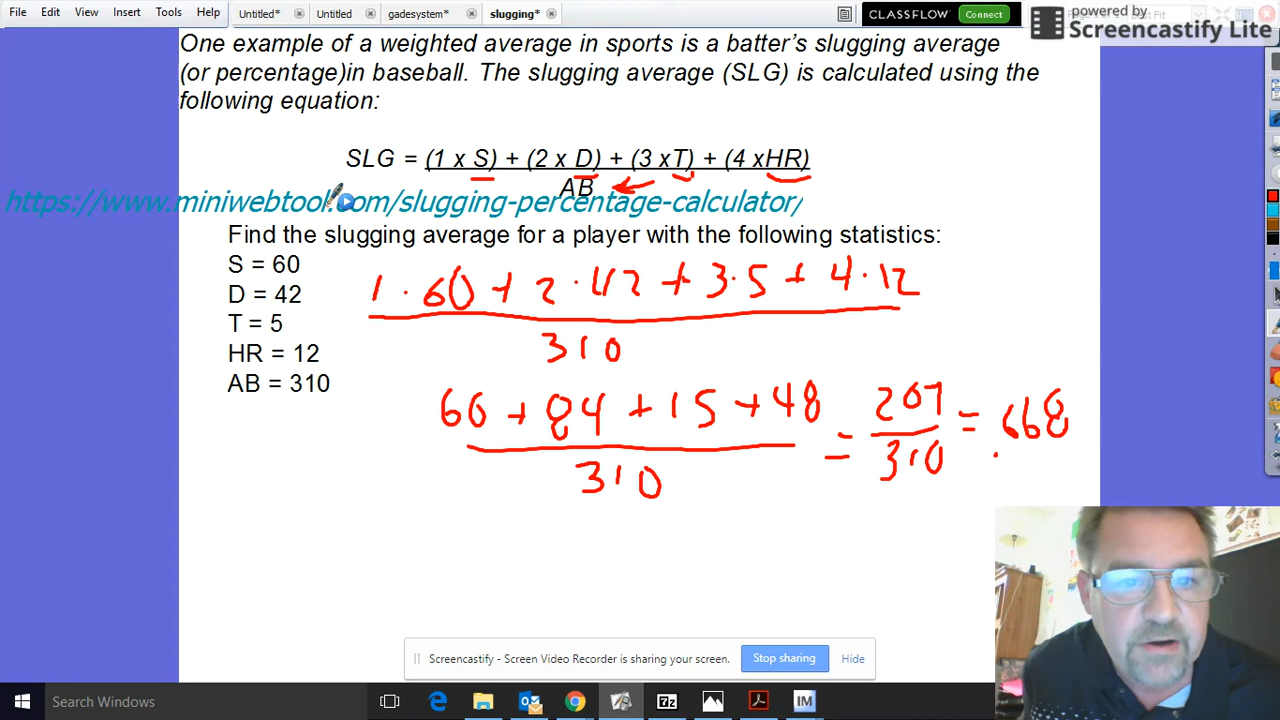 File Edit View Insert Tools Help Untitled* Untitled gadesystem* slugging* CLASSFLOW Connect
powered by
Screencastify Lite
One example of a weighted average in sports is a batter's slugging average
(or percentage)in baseball. The slugging average (SLG) is calculated using the
following equation:
SLG = (1 x S) + (2 x D) + (3 xT) + (4 xHR)
AB
https://www.miniwebtool.com/slugging-percentage-calculator/
Find the slugging average for a player with the following statistics:
S = 60
D = 42
T = 5
HR = 12
AB = 310
1 · 60 + 2 · 42 + 3 · 5 + 4 · 12
310
60 + 84 + 15 + 48 = 207 = .668
310 310
Screencastify - Screen Video Recorder is sharing your screen. Stop sharing Hide
Search Windows 7z IM